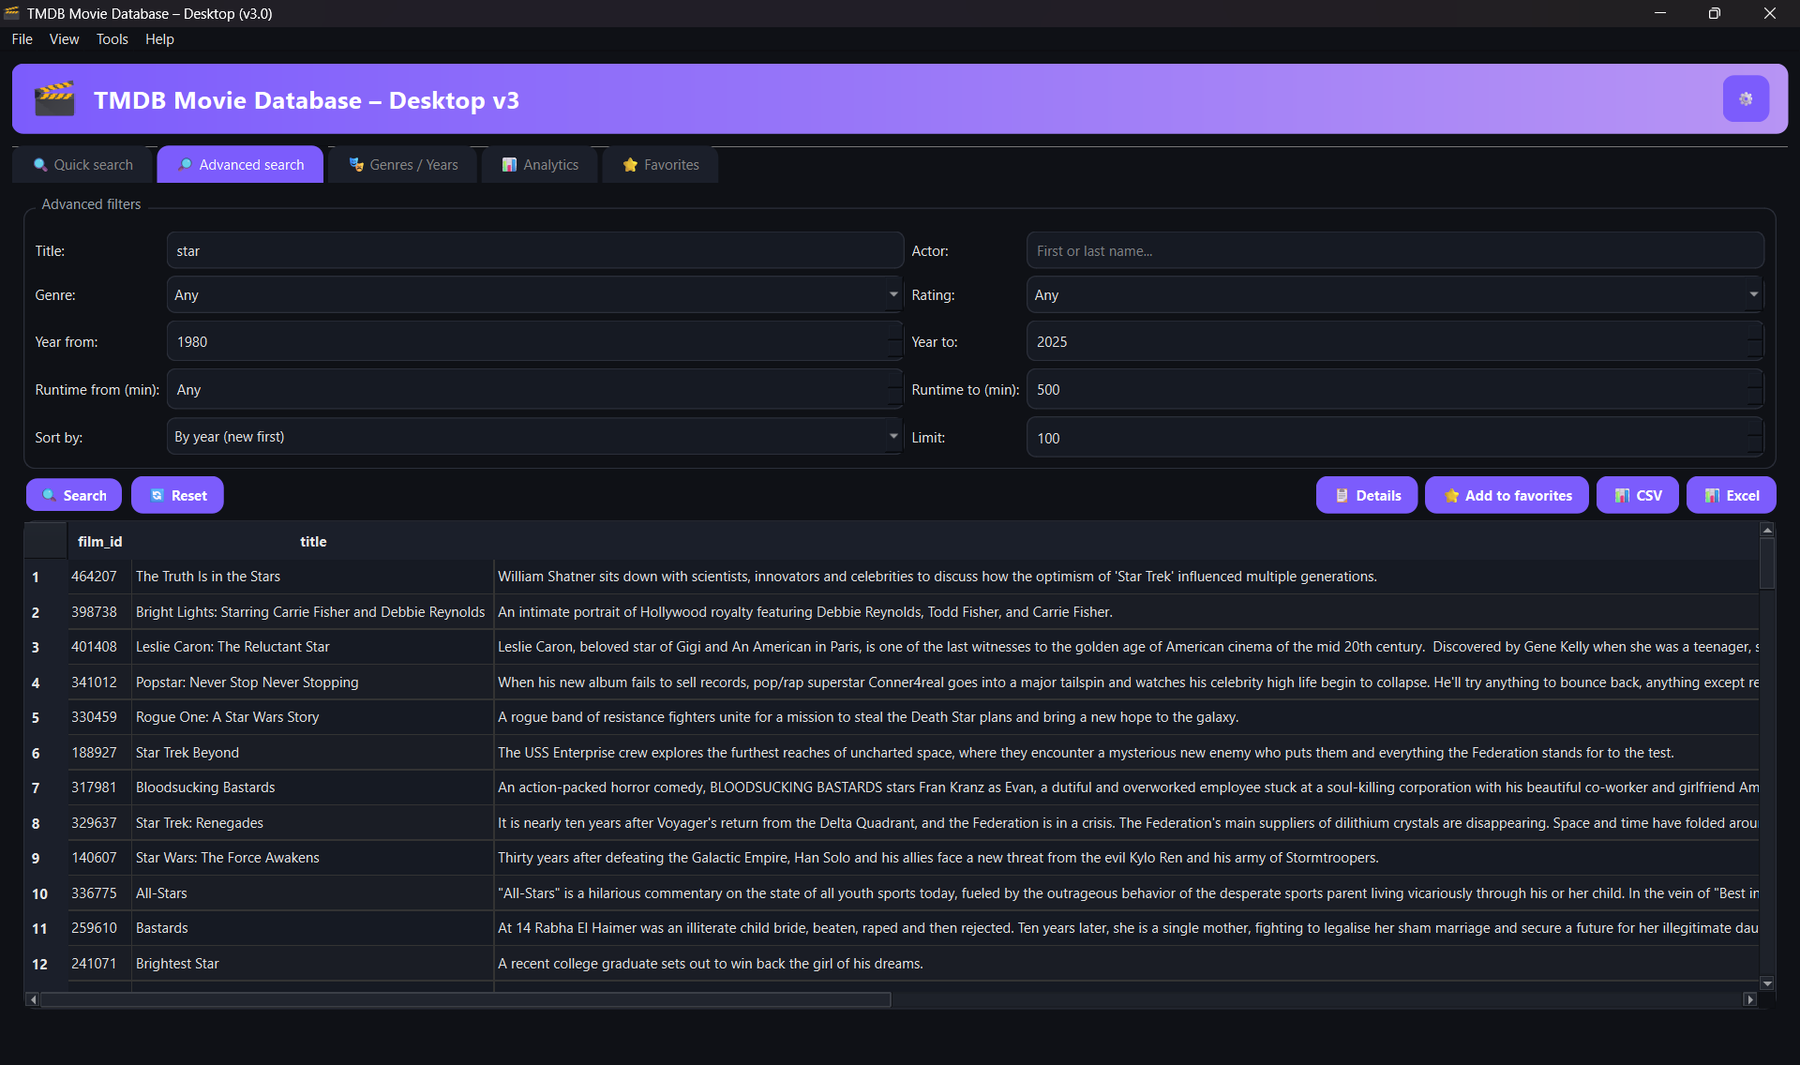 TMDB Movie Database – Desktop (v3.0)
File View Tools Help
TMDB Movie Database – Desktop v3
Quick search Advanced search Genres / Years Analytics Favorites
Advanced filters
Title: star Actor: First or last name...
Genre: Any Rating: Any
Year from: 1980 Year to: 2025
Runtime from (min): Any Runtime to (min): 500
Sort by: By year (new first) Limit: 100
Search Reset Details Add to favorites CSV Excel
film_id title
1 464207 The Truth Is in the Stars William Shatner sits down with scientists, innovators and celebrities to discuss how the optimism of 'Star Trek' influenced multiple generations.
2 398738 Bright Lights: Starring Carrie Fisher and Debbie Reynolds An intimate portrait of Hollywood royalty featuring Debbie Reynolds, Todd Fisher, and Carrie Fisher.
3 401408 Leslie Caron: The Reluctant Star Leslie Caron, beloved star of Gigi and An American in Paris, is one of the last witnesses to the golden age of American cinema of the mid 20th century. Discovered by Gene Kelly when she was a teenager, s
4 341012 Popstar: Never Stop Never Stopping When his new album fails to sell records, pop/rap superstar Conner4real goes into a major tailspin and watches his celebrity high life begin to collapse. He'll try anything to bounce back, anything except re
5 330459 Rogue One: A Star Wars Story A rogue band of resistance fighters unite for a mission to steal the Death Star plans and bring a new hope to the galaxy.
6 188927 Star Trek Beyond The USS Enterprise crew explores the furthest reaches of uncharted space, where they encounter a mysterious new enemy who puts them and everything the Federation stands for to the test.
7 317981 Bloodsucking Bastards An action-packed horror comedy, BLOODSUCKING BASTARDS stars Fran Kranz as Evan, a dutiful and overworked employee stuck at a soul-killing corporation with his beautiful co-worker and girlfriend Am
8 329637 Star Trek: Renegades It is nearly ten years after Voyager's return from the Delta Quadrant, and the Federation is in a crisis. The Federation's main suppliers of dilithium crystals are disappearing. Space and time have folded arou
9 140607 Star Wars: The Force Awakens Thirty years after defeating the Galactic Empire, Han Solo and his allies face a new threat from the evil Kylo Ren and his army of Stormtroopers.
10 336775 All-Stars "All-Stars" is a hilarious commentary on the state of all youth sports today, fueled by the outrageous behavior of the desperate sports parent living vicariously through his or her child. In the vein of "Best in
11 259610 Bastards At 14 Rabha El Haimer was an illiterate child bride, beaten, raped and then rejected. Ten years later, she is a single mother, fighting to legalise her sham marriage and secure a future for her illegitimate dau
12 241071 Brightest Star A recent college graduate sets out to win back the girl of his dreams.